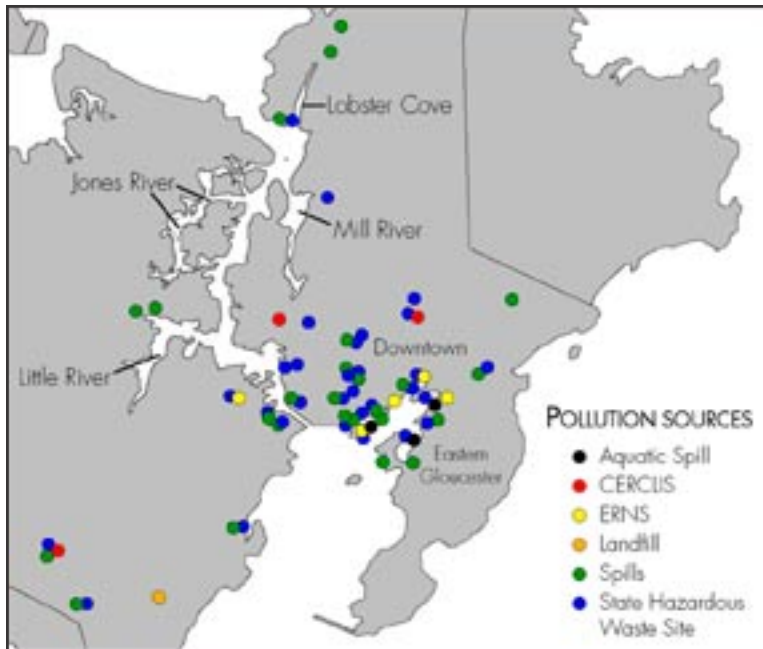 Lobster Cove
Jones River
Mill River
Downtown
Little River
Eastern
Gloucester
POLLUTION SOURCES
Aquatic Spill
CERCLIS
ERNS
Landfill
Spills
State Hazardous
Waste Site